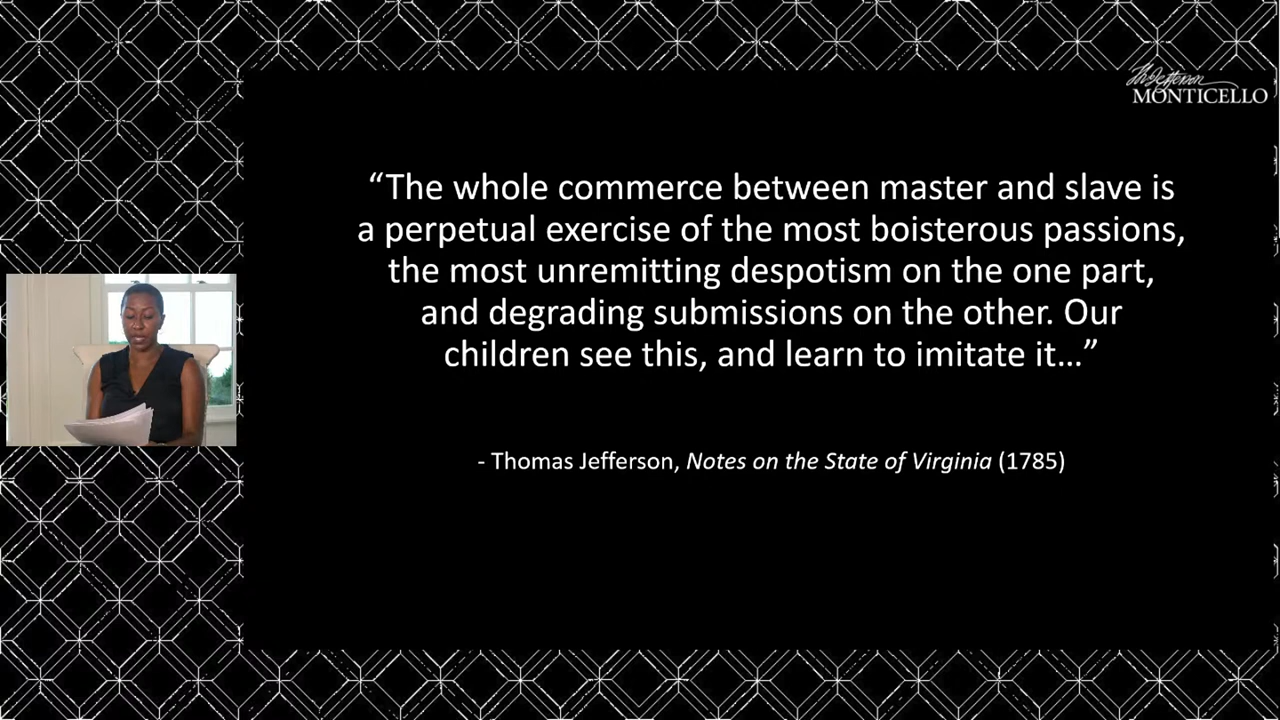 Th. Jefferson
MONTICELLO
“The whole commerce between master and slave is
a perpetual exercise of the most boisterous passions,
the most unremitting despotism on the one part,
and degrading submissions on the other. Our
children see this, and learn to imitate it…”
- Thomas Jefferson, Notes on the State of Virginia (1785)